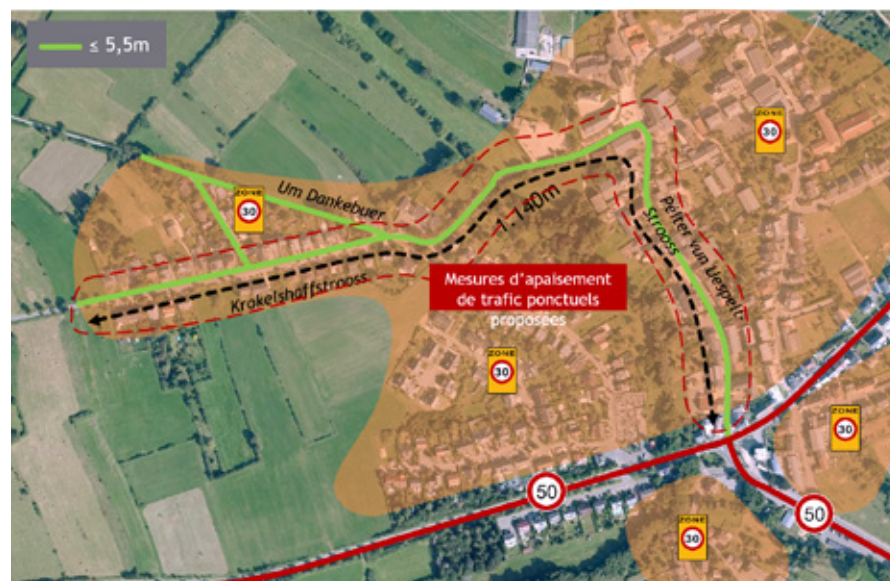 ≤ 5,5m
ZONE
30
ZONE
30
Um Dankebuer
1.140m
Peiter vun Uespelt-
Strooss
Krokelshaffstrooss
Mesures d'apaisement
de trafic ponctuels
proposées
ZONE
30
ZONE
30
50
50
ZONE
30